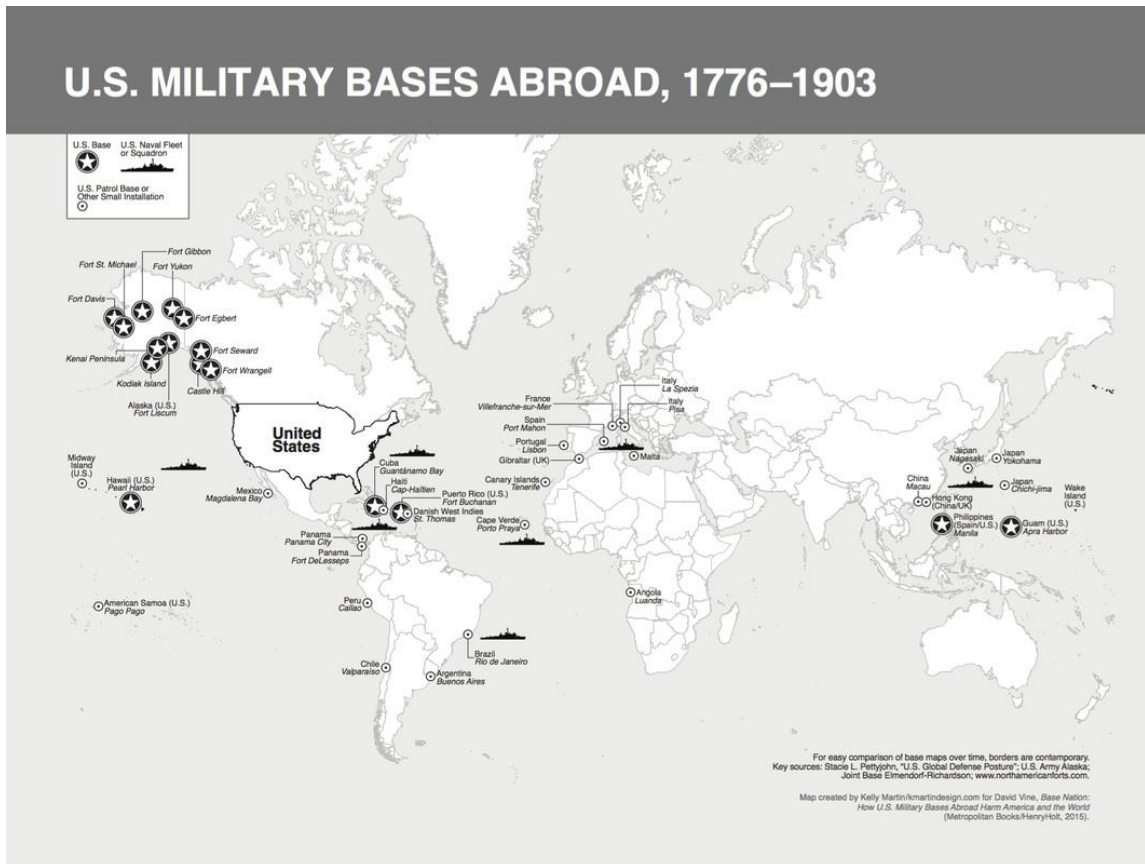 U.S. MILITARY BASES ABROAD, 1776–1903
U.S. Base
U.S. Naval Fleet
or Squadron
U.S. Patrol Base or
Other Small Installation
Fort Gibbon
Fort St. Michael
Fort Yukon
Fort Davis
Fort Egbert
Kenai Peninsula
Fort Seward
Fort Wrangell
Kodiak Island
Castle Hill
Alaska (U.S.)
Fort Liscum
United
States
Midway
Island
(U.S.)
Hawaii (U.S.)
Pearl Harbor
Mexico
Magdalena Bay
Cuba
Guantánamo Bay
Haiti
Cap-Haïtien
Puerto Rico (U.S.)
Fort Buchanan
Danish West Indies
St. Thomas
Panama
Panama City
Panama
Fort DeLesseps
American Samoa (U.S.)
Pago Pago
Peru
Callao
Brazil
Rio de Janeiro
Chile
Valparaíso
Argentina
Buenos Aires
Italy
La Spezia
France
Villefranche-sur-Mer
Italy
Pisa
Spain
Port Mahon
Portugal
Lisbon
Gibraltar (UK)
Malta
Canary Islands
Tenerife
Cape Verde
Porto Praya
Angola
Luanda
Japan
Nagasaki
Japan
Yokohama
China
Macau
Japan
Chichi-jima
Hong Kong
(China/UK)
Wake
Island
(U.S.)
Philippines
(Spain/U.S.)
Manila
Guam (U.S.)
Apra Harbor
For easy comparison of base maps over time, borders are contemporary.
Key sources: Stacie L. Pettyjohn, "U.S. Global Defense Posture"; U.S. Army Alaska;
Joint Base Elmendorf-Richardson; www.northamericanforts.com.
Map created by Kelly Martin/kmartindesign.com for David Vine, Base Nation:
How U.S. Military Bases Abroad Harm America and the World
(Metropolitan Books/HenryHolt, 2015).